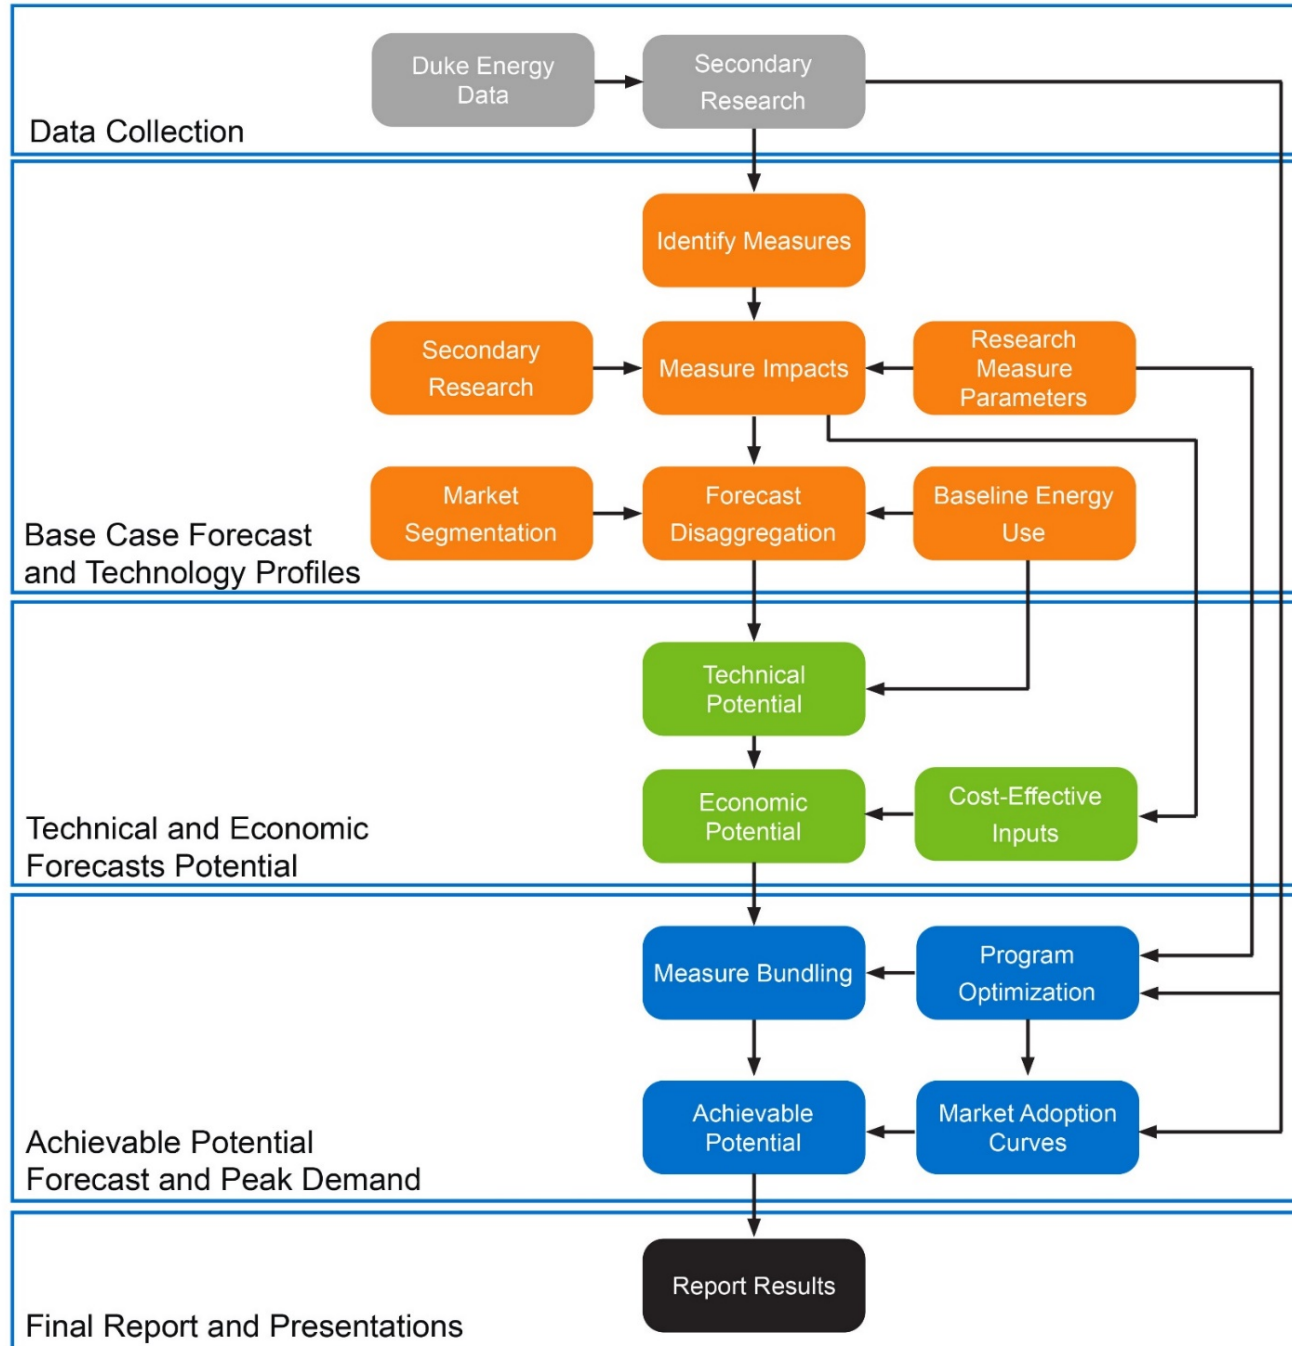 Duke Energy
Data
Secondary
Research
Data Collection
Identify Measures
Secondary
Research
Measure Impacts
Research
Measure
Parameters
Market
Segmentation
Forecast
Disaggregation
Baseline Energy
Use
Base Case Forecast
and Technology Profiles
Technical
Potential
Economic
Potential
Cost-Effective
Inputs
Technical and Economic
Forecasts Potential
Measure Bundling
Program
Optimization
Achievable
Potential
Market Adoption
Curves
Achievable Potential
Forecast and Peak Demand
Report Results
Final Report and Presentations